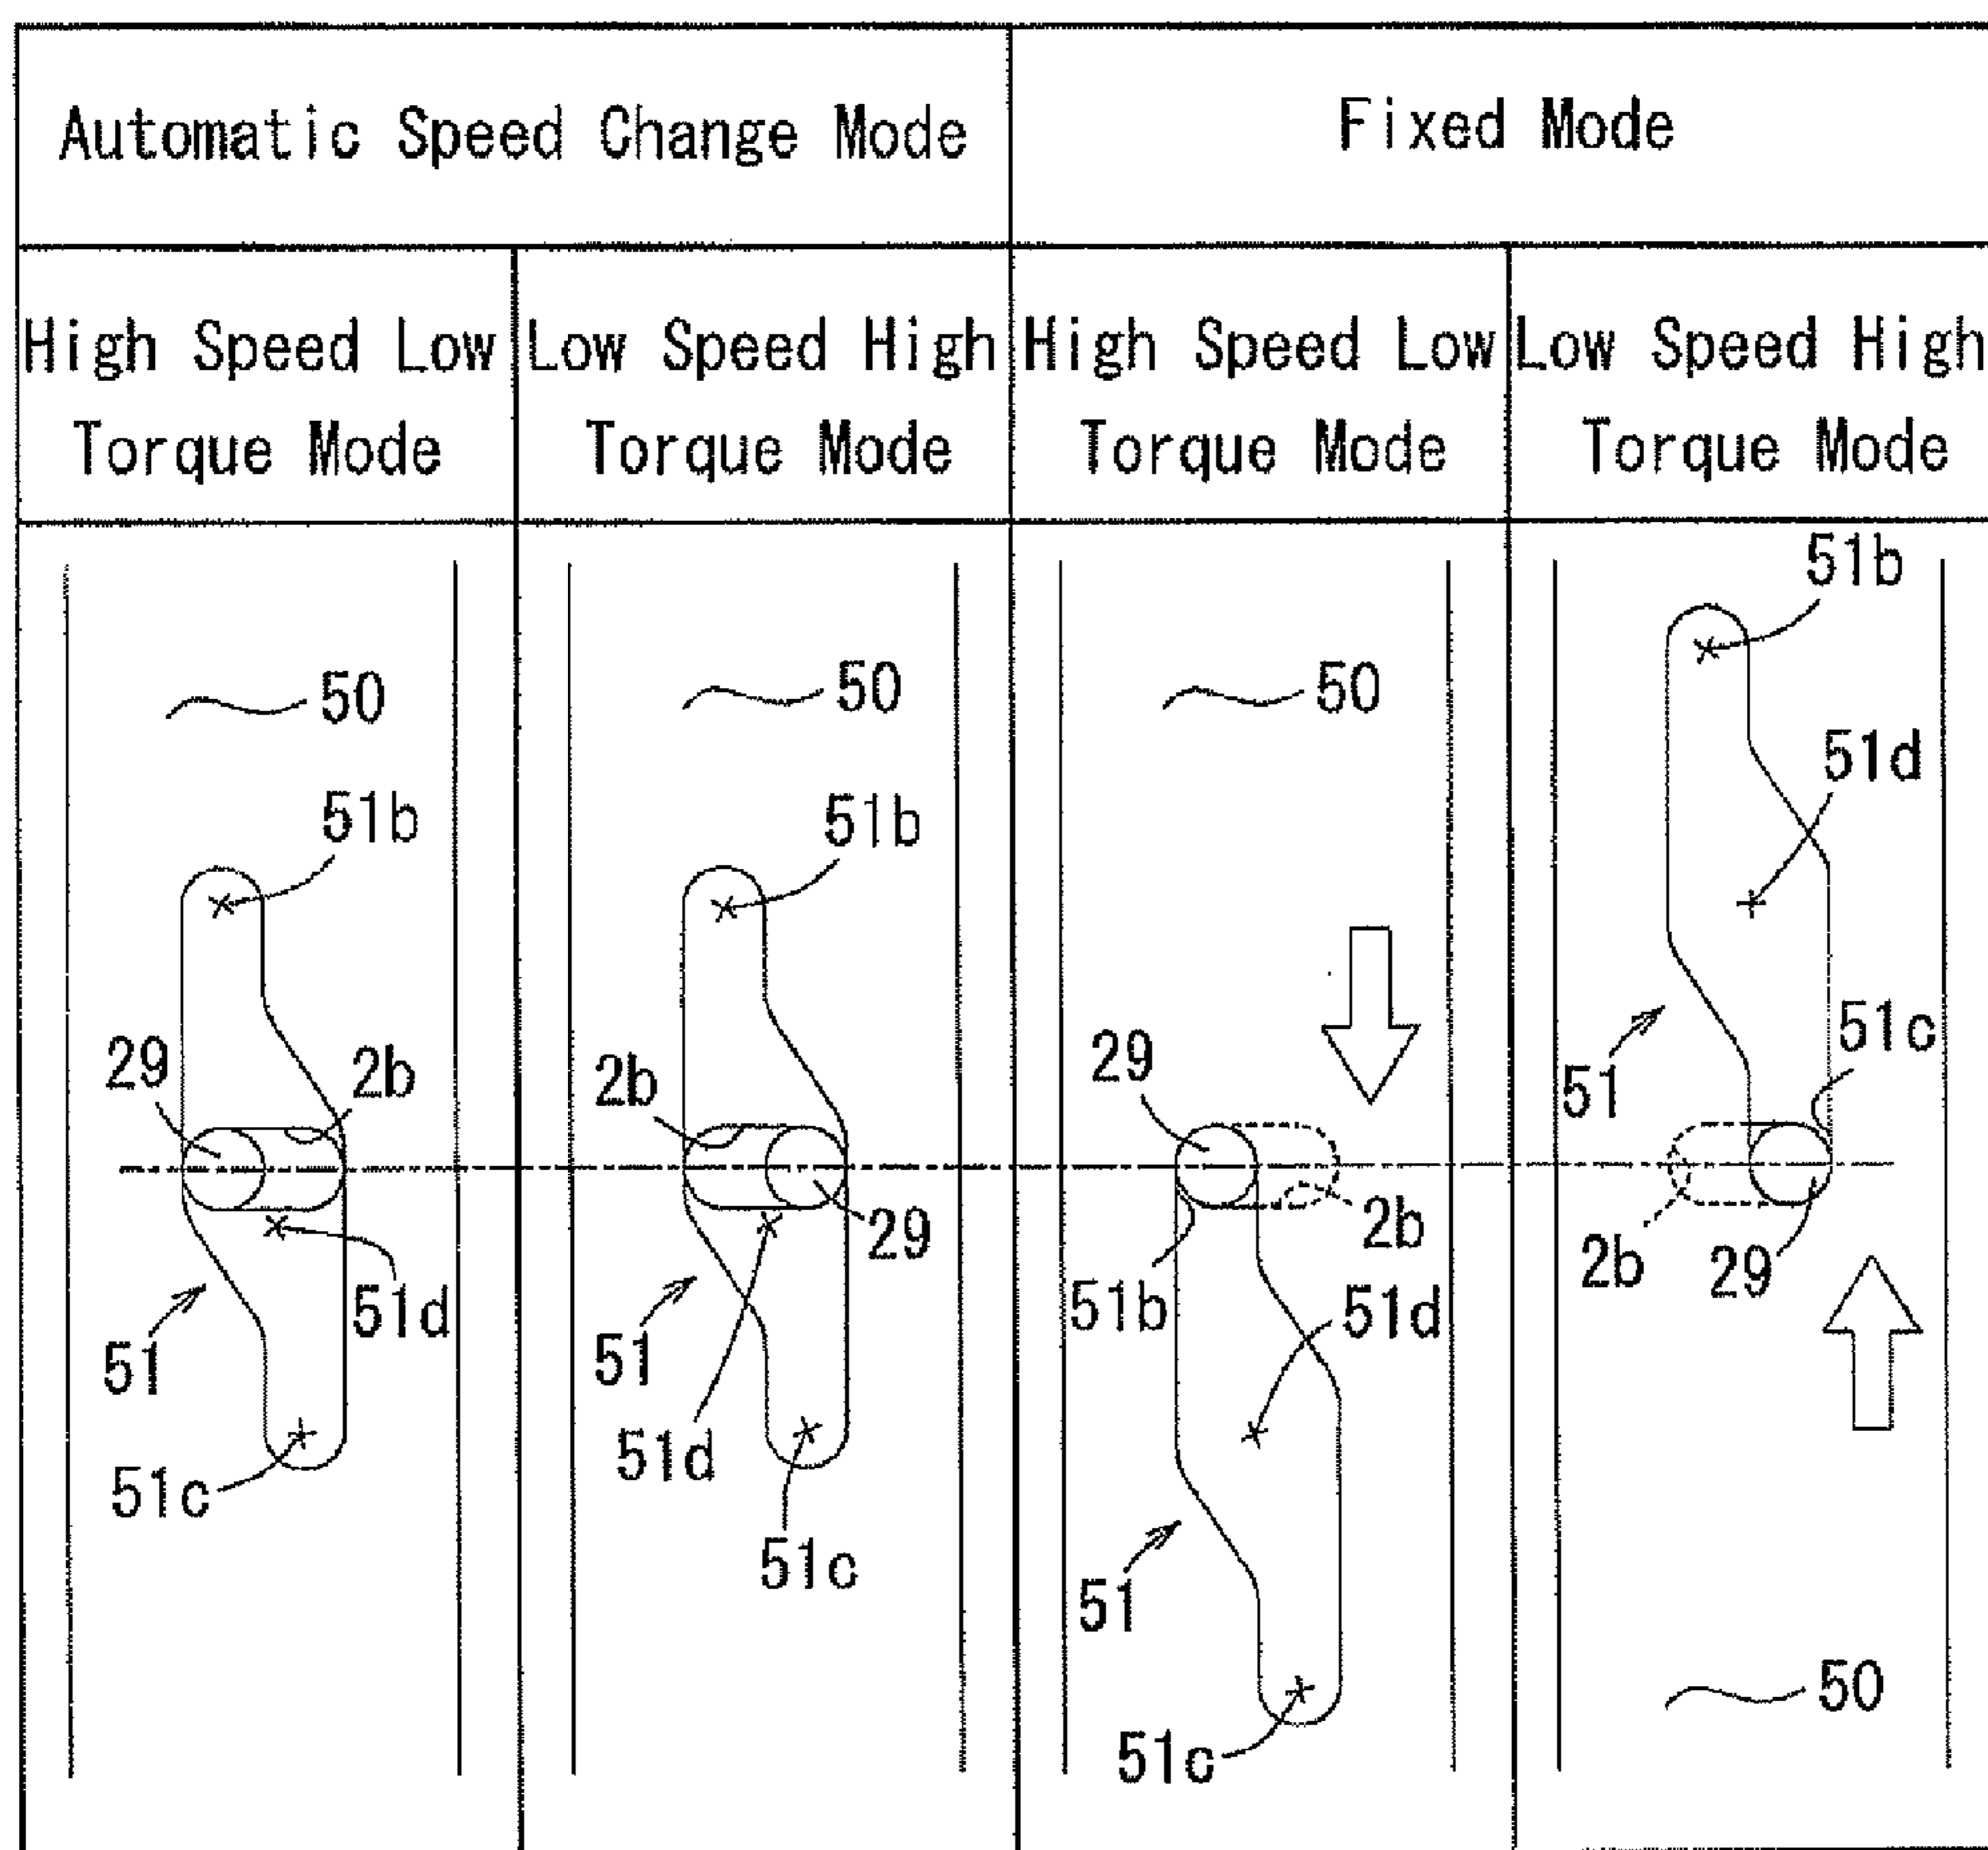 Automatic Speed Change Mode
Fixed Mode
High Speed Low
Torque Mode
Low Speed High
Torque Mode
High Speed Low
Torque Mode
Low Speed High
Torque Mode
50
51b
29
2b
51d
51
51c
50
51b
2b
29
51
51d
51c
50
29
2b
51b
51d
51
51c
51b
51d
51c
51
2b
29
50